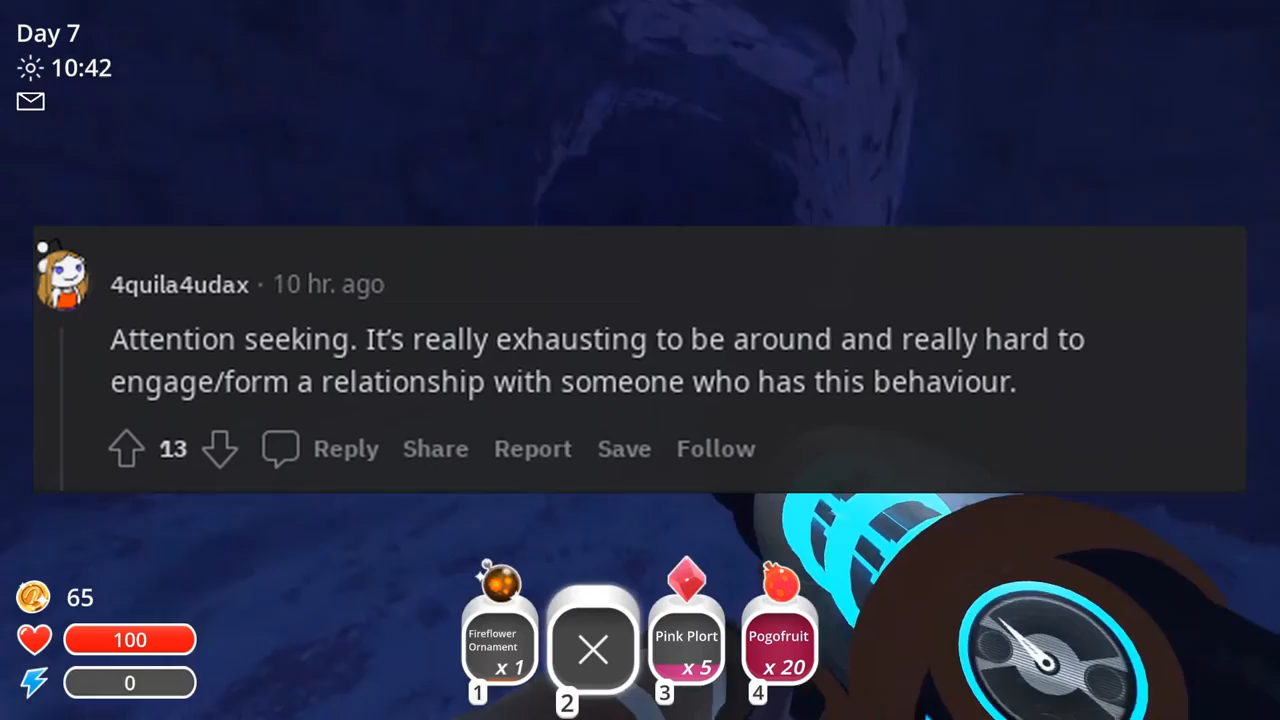 Day 7
10:42
4quila4udax · 10 hr. ago
Attention seeking. It’s really exhausting to be around and really hard to
engage/form a relationship with someone who has this behaviour.
13 Reply Share Report Save Follow
65
100
0
Fireflower
Ornament
x 1
1
2
Pink Plort
x 5
3
Pogofruit
x 20
4